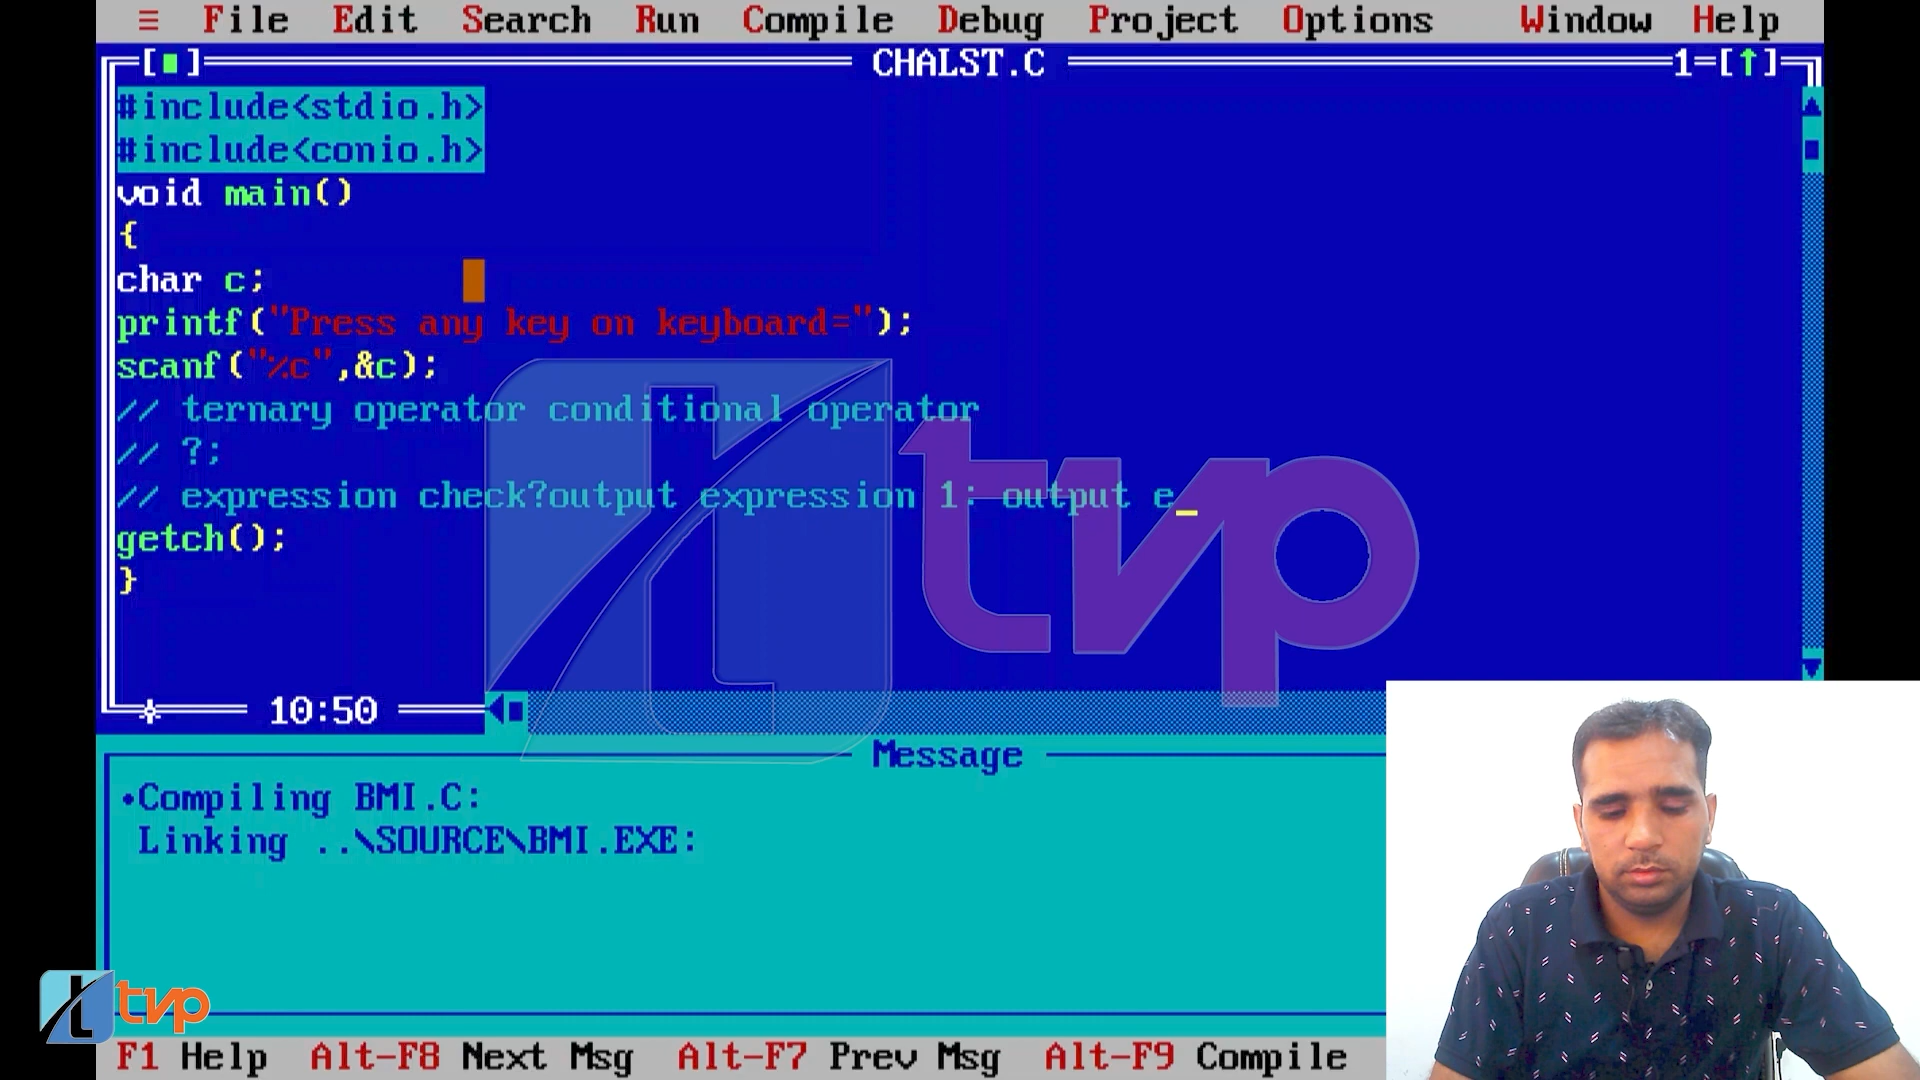 ≡ File Edit Search Run Compile Debug Project Options Window Help
[■] CHALST.C 1=[↑]
#include<stdio.h>
#include<conio.h>
void main()
{
char c;
printf("Press any key on keyboard=");
scanf("%c",&c);
// ternary operator conditional operator
// ?;
// expression check?output expression 1: output e_
getch();
}
tvp
10:50
Message
•Compiling BMI.C:
Linking ..\SOURCE\BMI.EXE:
tvp
F1 Help Alt-F8 Next Msg Alt-F7 Prev Msg Alt-F9 Compile